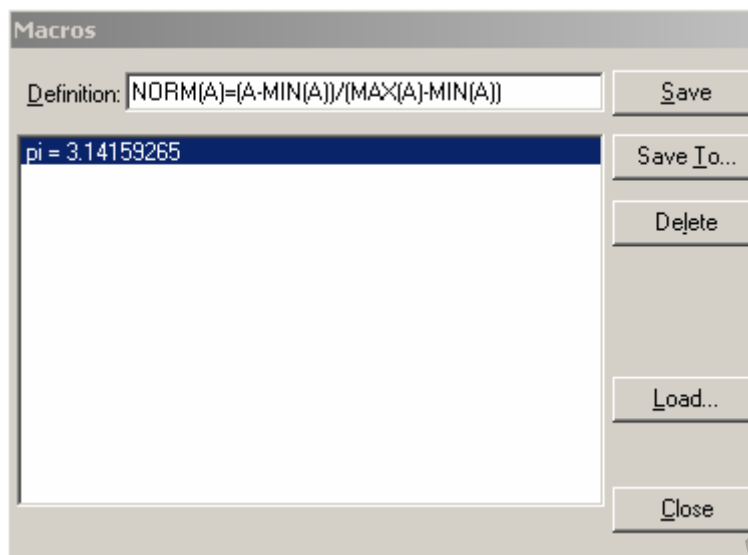 Macros
Definition: NORM(A)=(A-MIN(A))/(MAX(A)-MIN(A)) Save
pi = 3.14159265
Save To...
Delete
Load...
Close